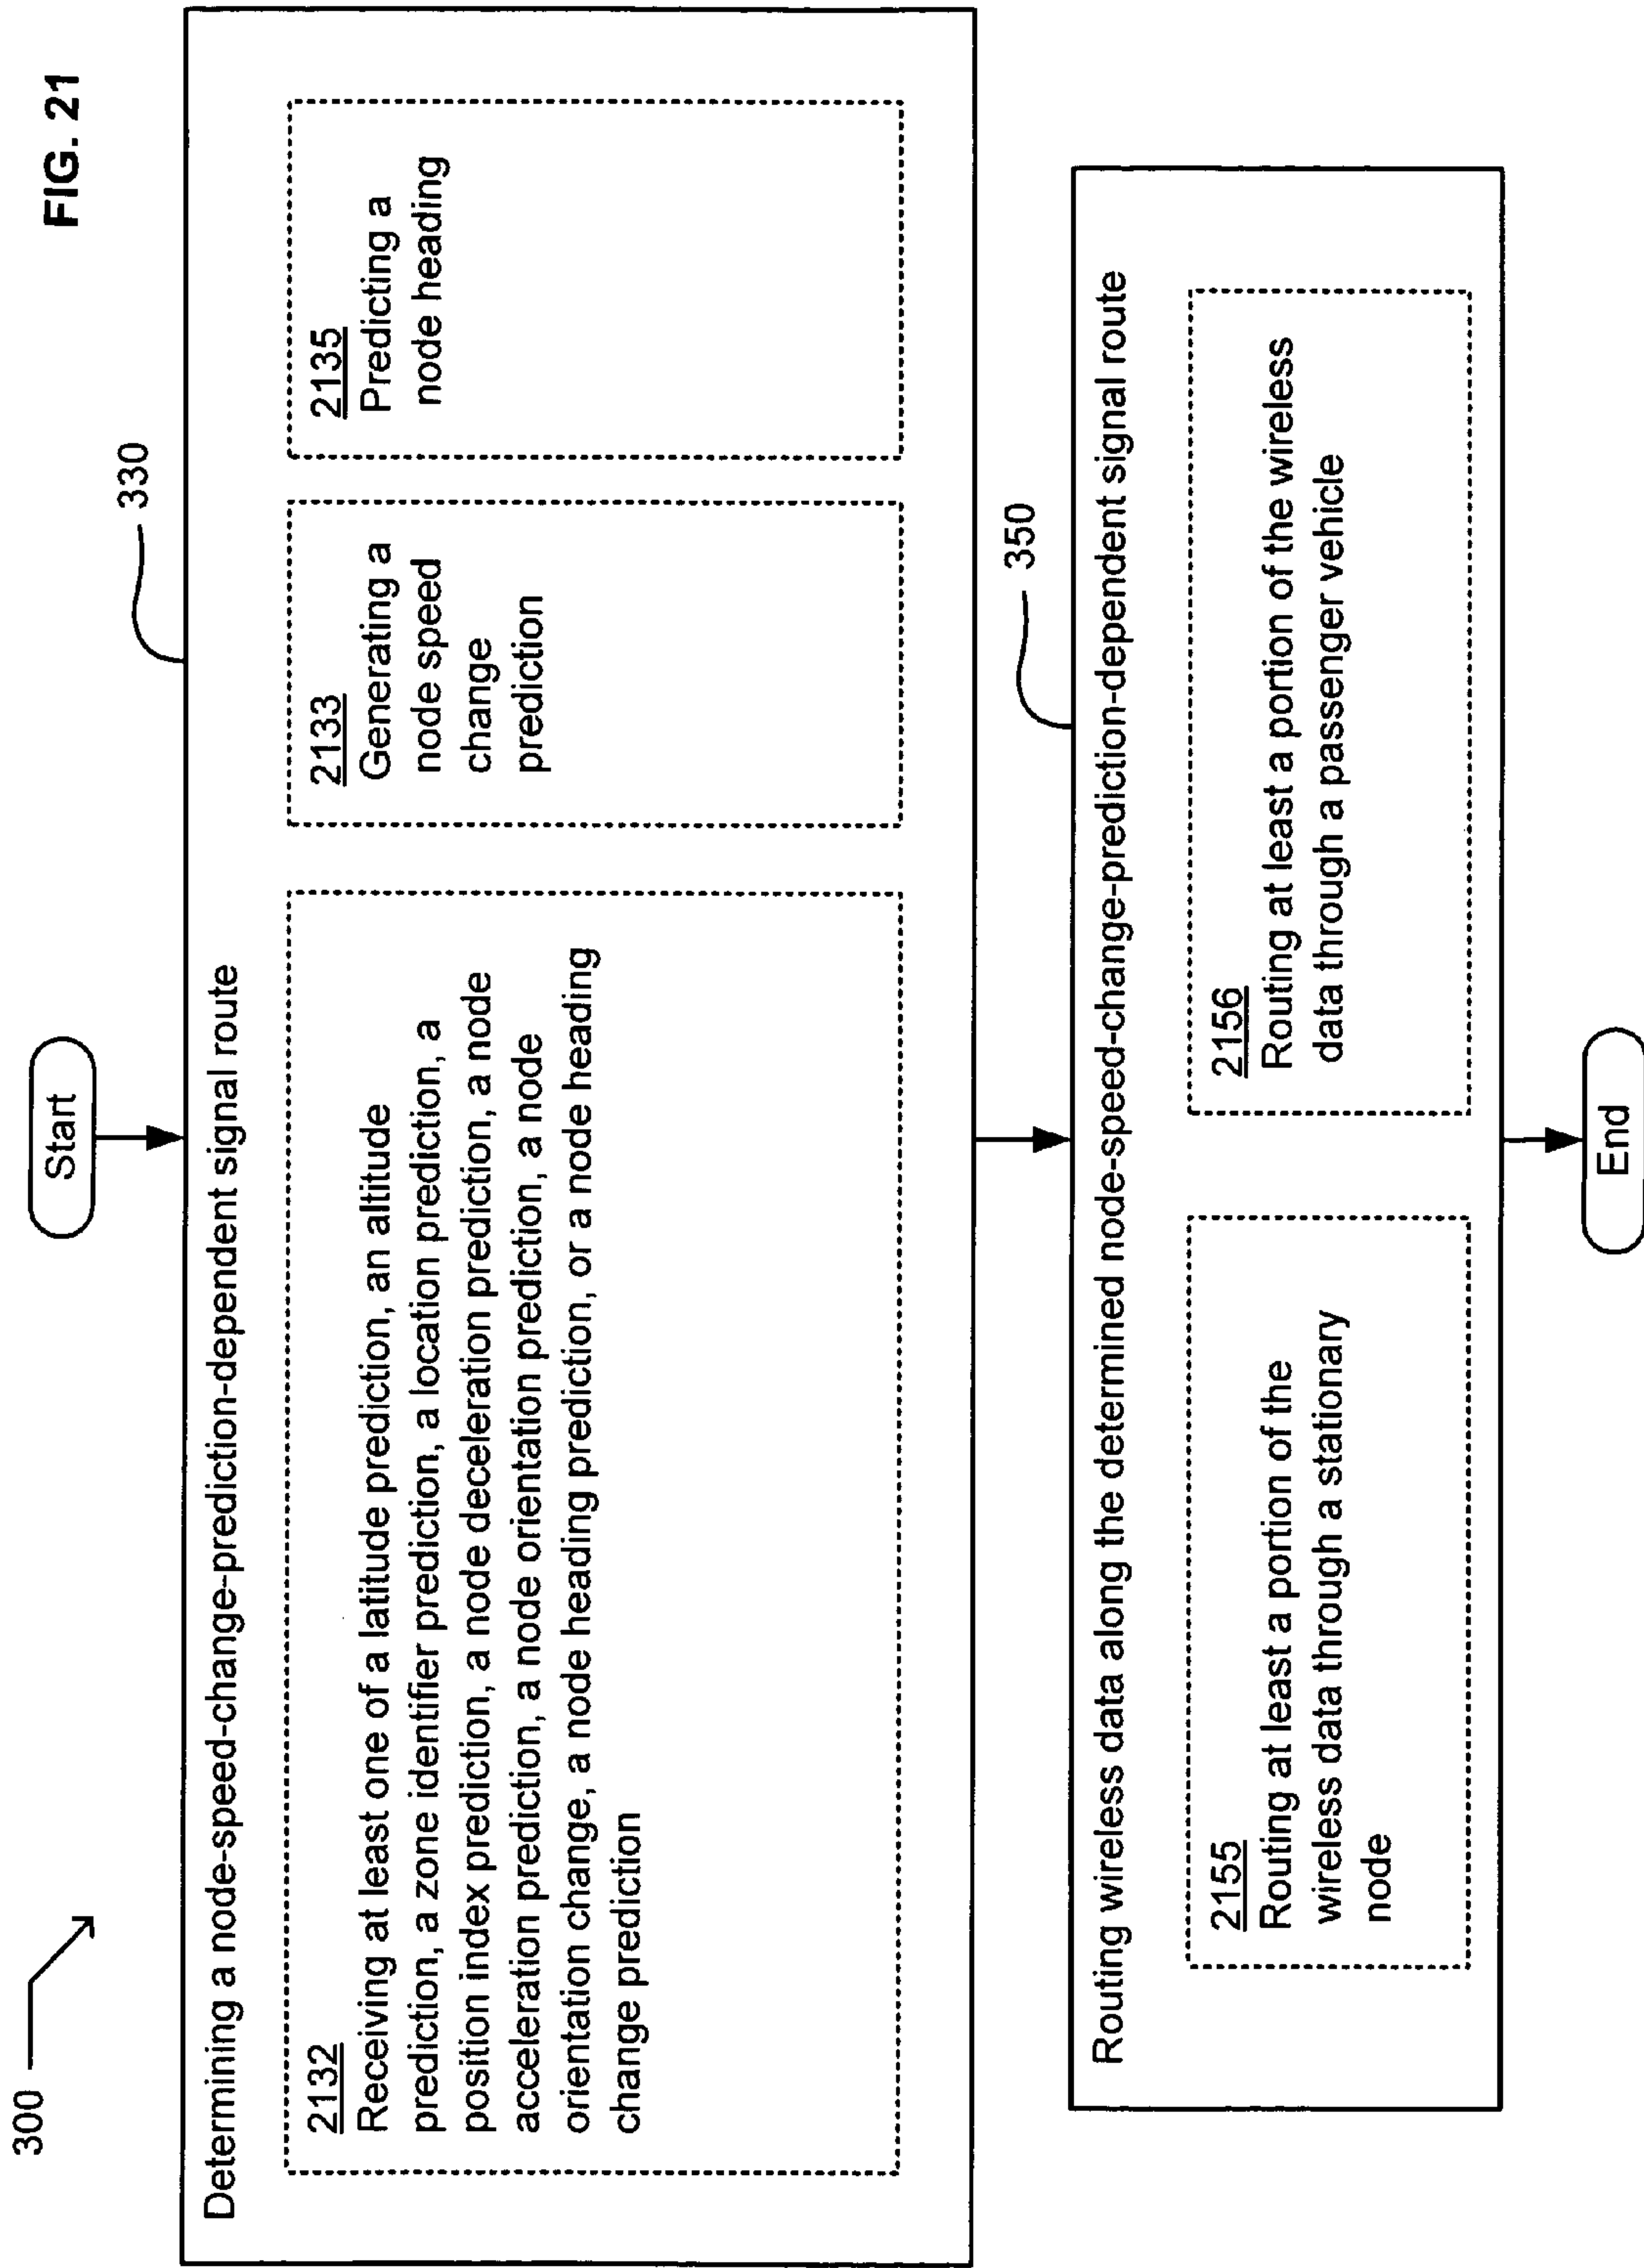 300
FIG. 21
Start
330
Determining a node-speed-change-prediction-dependent signal route
2132
Receiving at least one of a latitude prediction, an altitude
prediction, a zone identifier prediction, a location prediction, a
position index prediction, a node deceleration prediction, a node
acceleration prediction, a node orientation prediction, a node
orientation change, a node heading prediction, or a node heading
change prediction
2133
Generating a
node speed
change
prediction
2135
Predicting a
node heading
350
Routing wireless data along the determined node-speed-change-prediction-dependent signal route
2155
Routing at least a portion of the
wireless data through a stationary
node
2156
Routing at least a portion of the wireless
data through a passenger vehicle
End